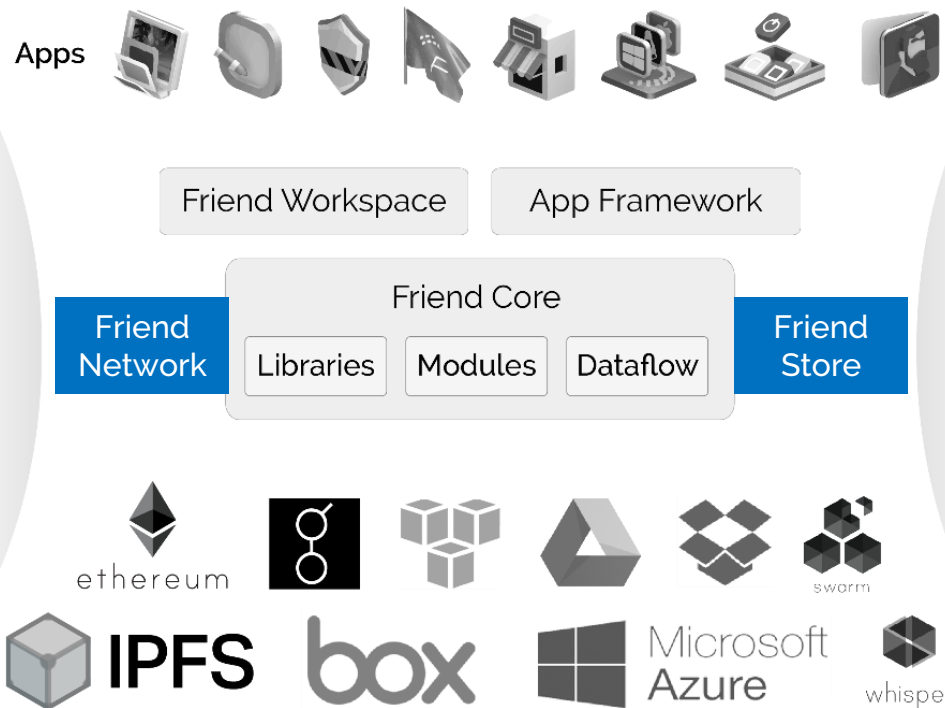 Apps
Friend Workspace
App Framework
Friend Core
Friend
Network
Libraries
Modules
Dataflow
Friend
Store
ethereum
swarm
IPFS
box
Microsoft
Azure
whispe